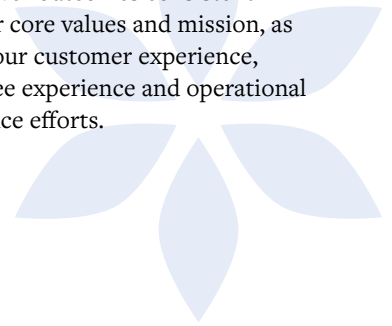 r core values and mission, as
our customer experience,
ee experience and operational
ce efforts.